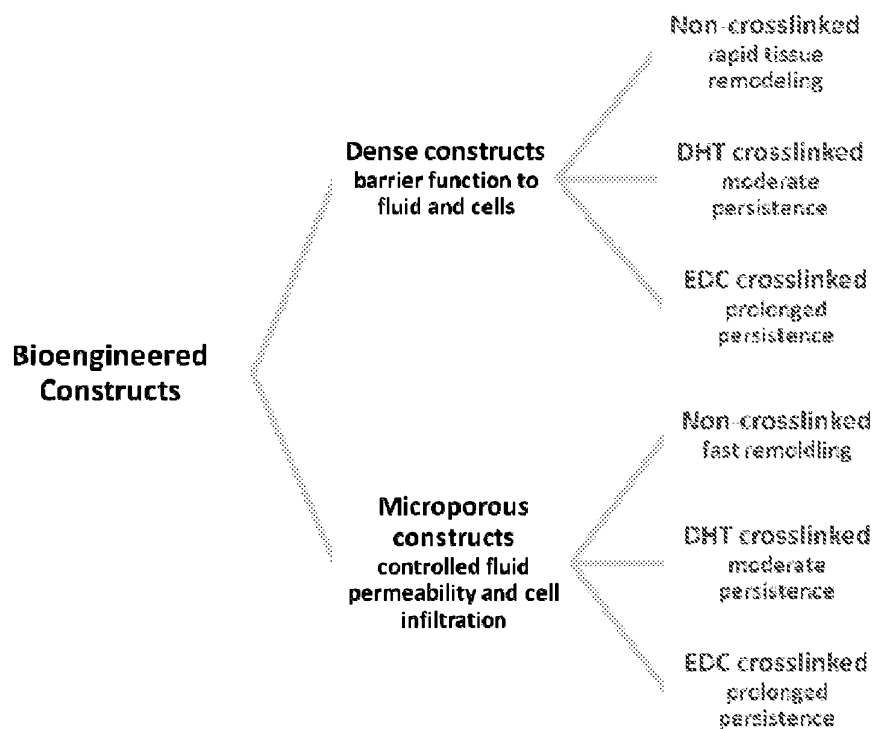 Bioengineered
Constructs
Dense constructs
barrier function to
fluid and cells
Non-crosslinked
rapid tissue
remodeling
DHT crosslinked
moderate
persistence
EDC crosslinked
prolonged
persistence
Microporous
constructs
controlled fluid
permeability and cell
infiltration
Non-crosslinked
fast remoldling
DHT crosslinked
moderate
persistence
EDC crosslinked
prolonged
persistence